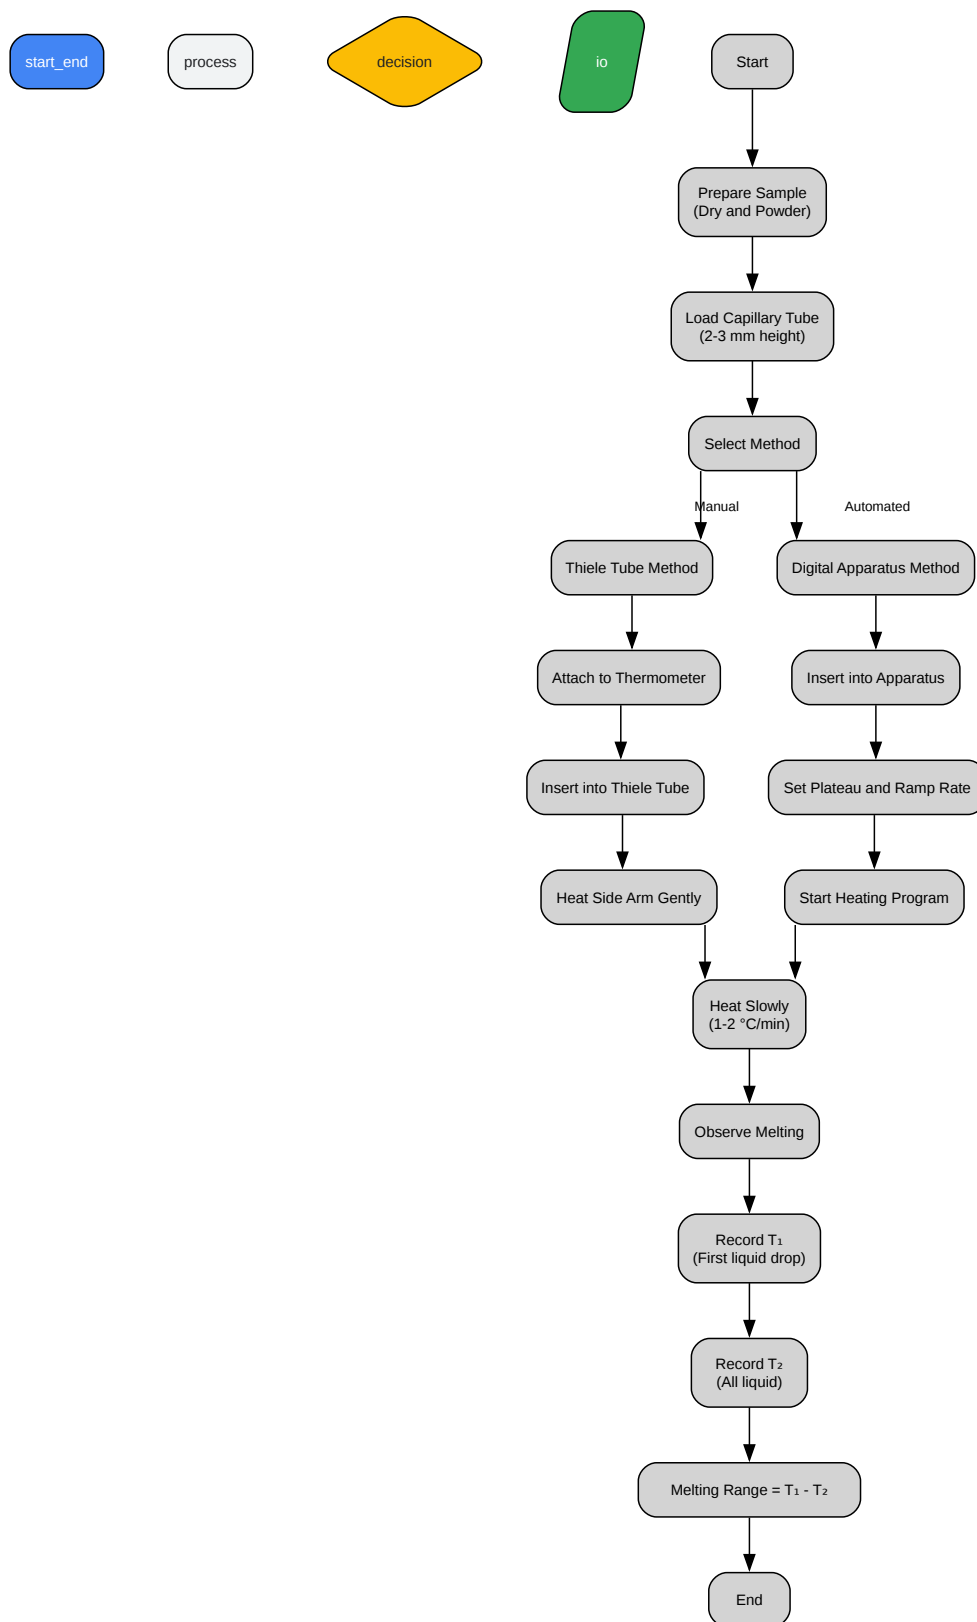 start_end
process
decision
io
Start
Prepare Sample
(Dry and Powder)
Load Capillary Tube
(2-3 mm height)
Select Method
Manual
Automated
Thiele Tube Method
Digital Apparatus Method
Attach to Thermometer
Insert into Apparatus
Insert into Thiele Tube
Set Plateau and Ramp Rate
Heat Side Arm Gently
Start Heating Program
Heat Slowly
(1-2 °C/min)
Observe Melting
Record T₁
(First liquid drop)
Record T₂
(All liquid)
Melting Range = T₁ - T₂
End